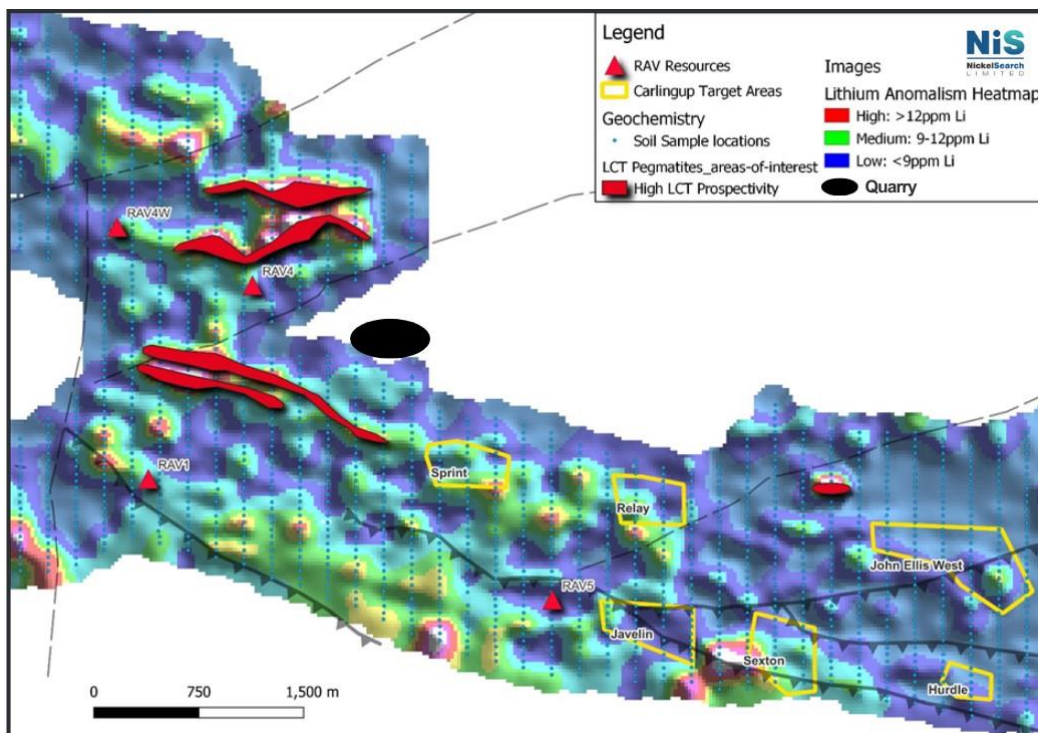 Legend
RAV Resources
Carlingup Target Areas
Geochemistry
Soil Sample locations
LCT Pegmatites_areas-of-interest
High LCT Prospectivity
NiS
NickelSearch
LIMITED
Images
Lithium Anomalism Heatmap
High: >12ppm Li
Medium: 9-12ppm Li
Low: <9ppm Li
Quarry
RAV4W
RAV4
RAV1
Sprint
Relay
John Ellis West
RAV5
Javelin
Sexton
Hurdle
0 750 1,500 m